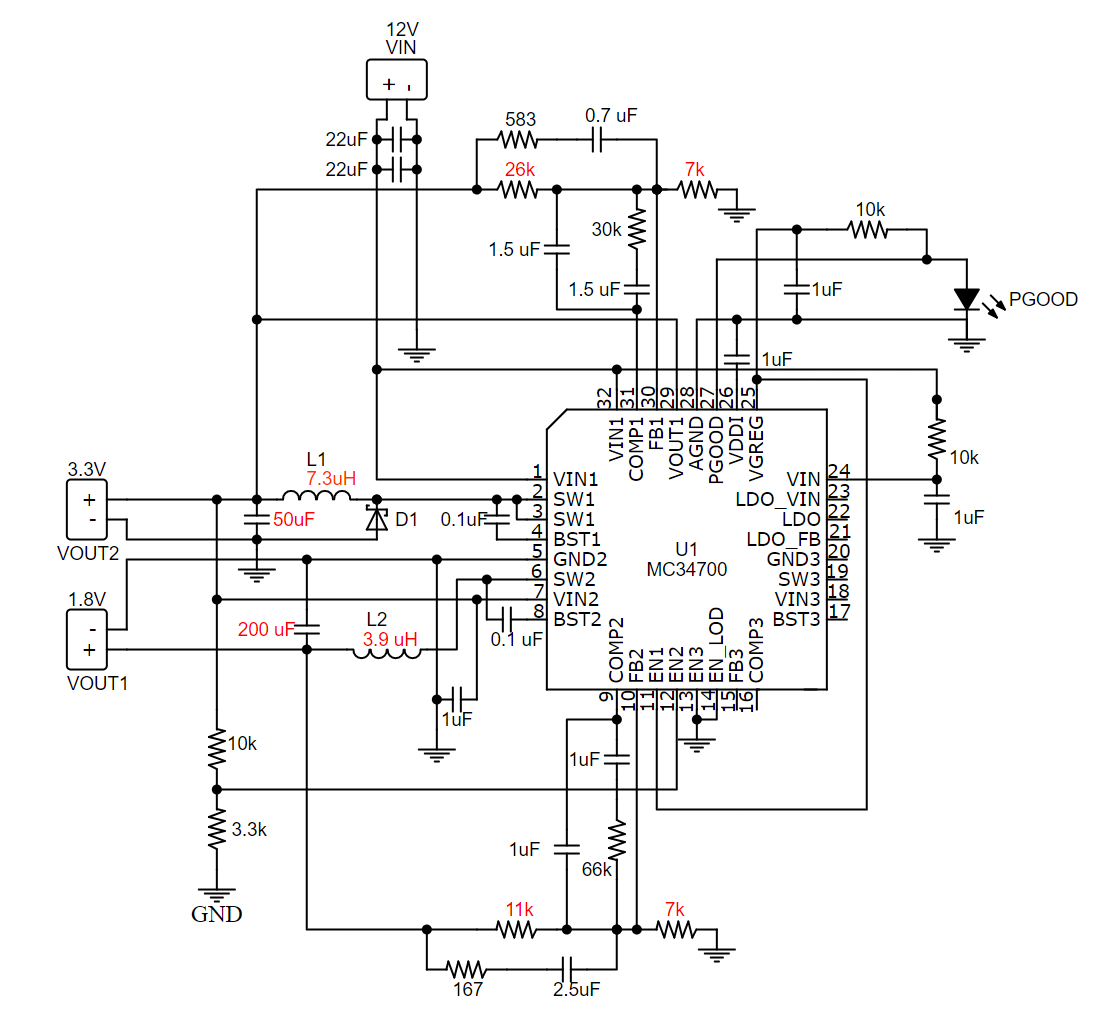 12V
VIN
+ -
22uF
22uF
583
0.7 uF
26k
7k
30k
1.5 uF
1.5 uF
10k
1uF
PGOOD
1uF
32
31
30
29
28
27
26
25
VIN1
COMP1
FB1
VOUT1
AGND
PGOOD
VDDI
VGREG
10k
1uF
3.3V
+
-
VOUT2
L1
7.3uH
50uF
D1
0.1uF
1 VIN1
2 SW1
3 SW1
4 BST1
5 GND2
6 SW2
7 VIN2
8 BST2
U1
MC34700
VIN 24
LDO_VIN 23
LDO 22
LDO_FB 21
GND3 20
SW3 19
VIN3 18
BST3 17
1.8V
-
+
VOUT1
200 uF
L2
3.9 uH
0.1 uF
1uF
COMP2
FB2
EN1
EN2
EN3
EN_LOD
FB3
COMP3
9
10
11
12
13
14
15
16
10k
3.3k
GND
1uF
1uF
66k
11k
7k
167
2.5uF